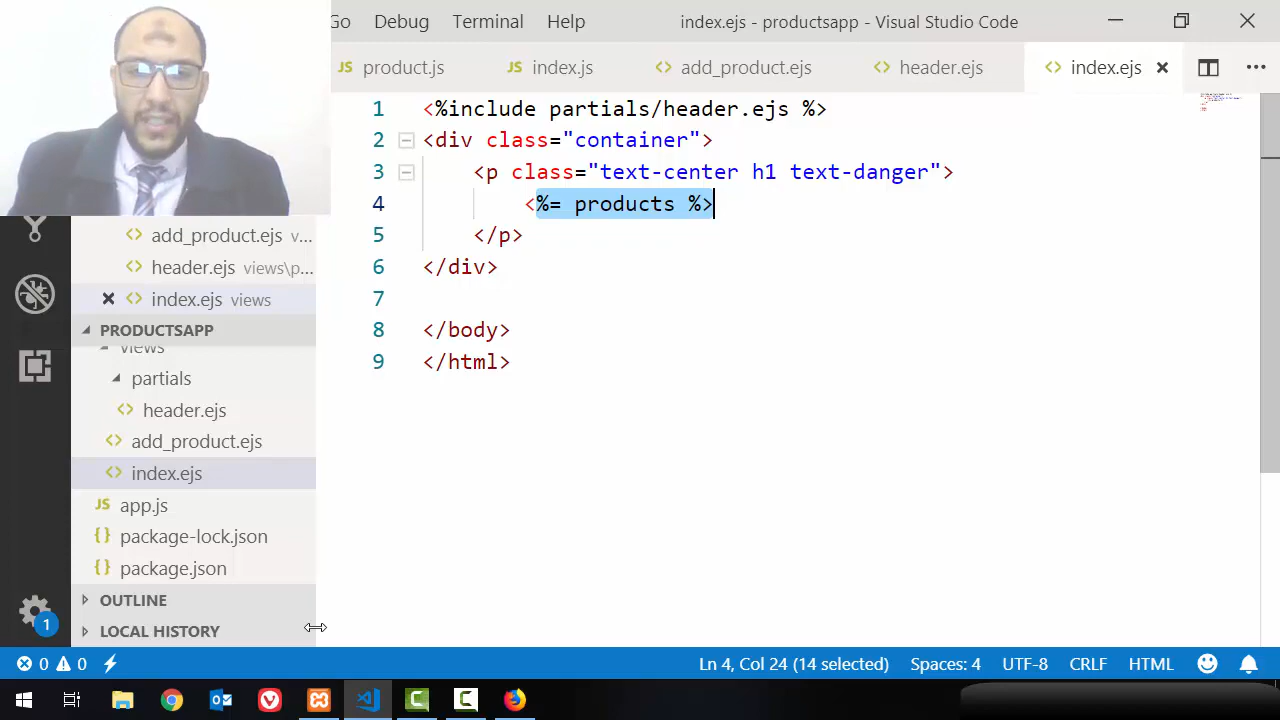 Go Debug Terminal Help index.ejs - productsapp - Visual Studio Code
JS product.js JS index.js <> add_product.ejs <> header.ejs <> index.ejs
1 <%include partials/header.ejs %>
2 <div class="container">
3 <p class="text-center h1 text-danger">
4 <%= products %>
5 </p>
6 </div>
7
8 </body>
9 </html>
<> add_product.ejs v...
<> header.ejs views\p...
<> index.ejs views
PRODUCTSAPP
views
partials
<> header.ejs
<> add_product.ejs
<> index.ejs
JS app.js
{} package-lock.json
{} package.json
OUTLINE
LOCAL HISTORY
1
0 0 Ln 4, Col 24 (14 selected) Spaces: 4 UTF-8 CRLF HTML